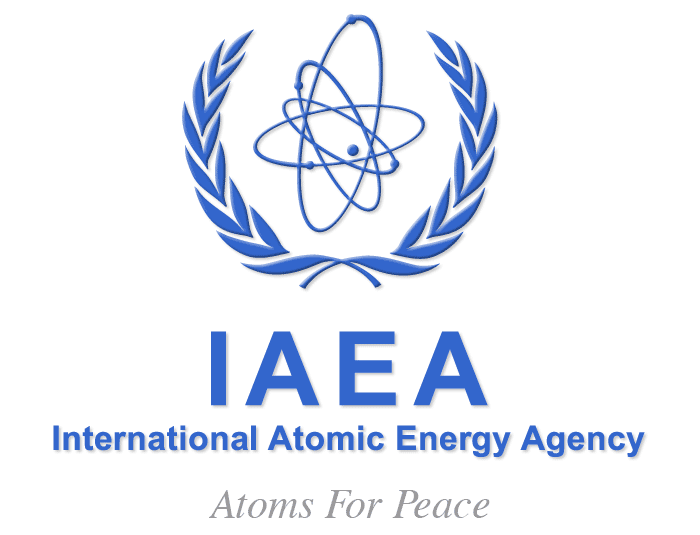 IAEA
International Atomic Energy Agency
Atoms For Peace